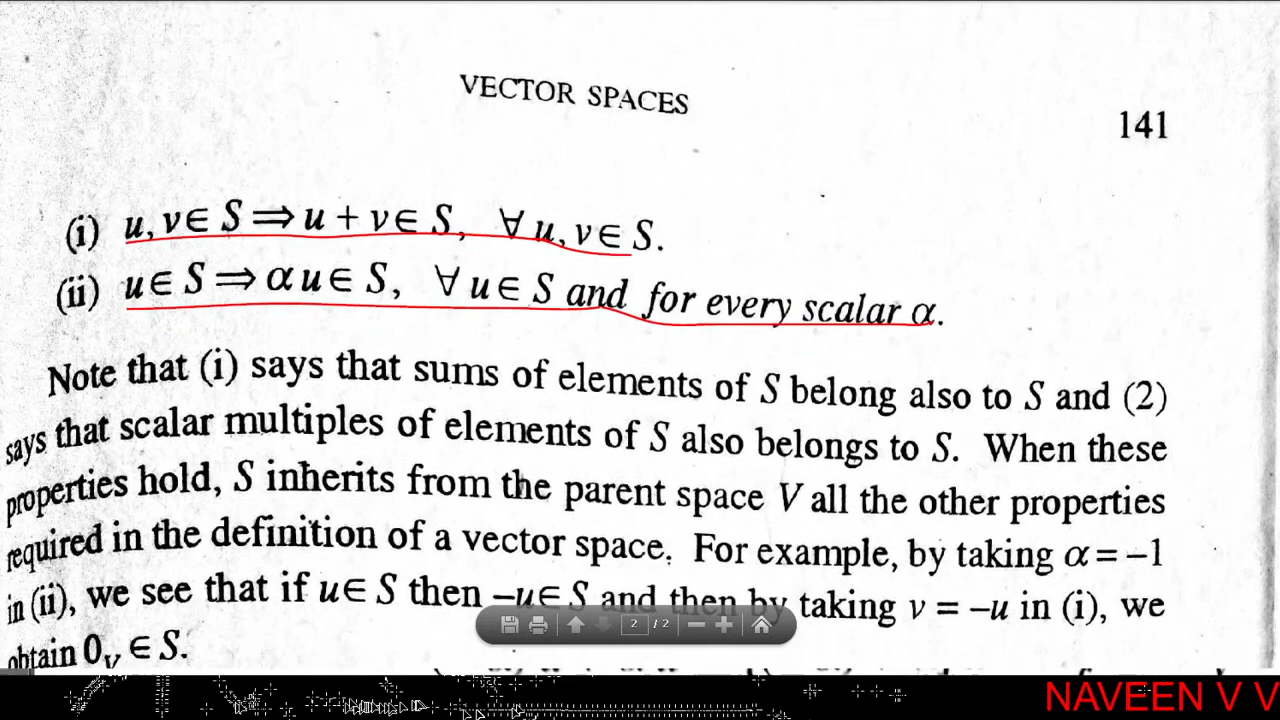 VECTOR SPACES
141
(i) u, v ∈ S ⟹ u + v ∈ S, ∀ u, v ∈ S.
(ii) u ∈ S ⟹ αu ∈ S, ∀ u ∈ S and for every scalar α.
Note that (i) says that sums of elements of S belong also to S and (2)
says that scalar multiples of elements of S also belongs to S. When these
properties hold, S inherits from the parent space V all the other properties
required in the definition of a vector space. For example, by taking α = −1
in (ii), we see that if u ∈ S then −u ∈ S and then by taking v = −u in (i), we
obtain 0_V ∈ S.
2 / 2
NAVEEN V V